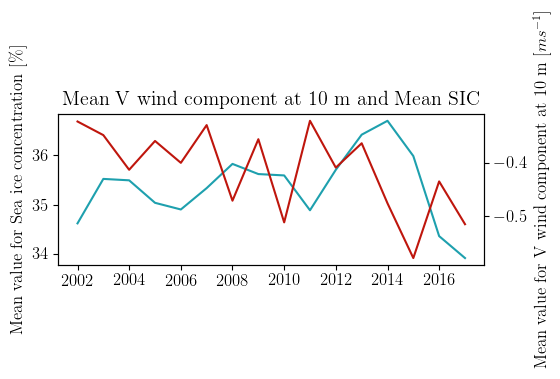 Mean V wind component at 10 m and Mean SIC
Mean value for Sea ice concentration [%]
36
35
34
2002 2004 2006 2008 2010 2012 2014 2016
−0.4
−0.5
Mean value for V wind component at 10 m [ms⁻¹]